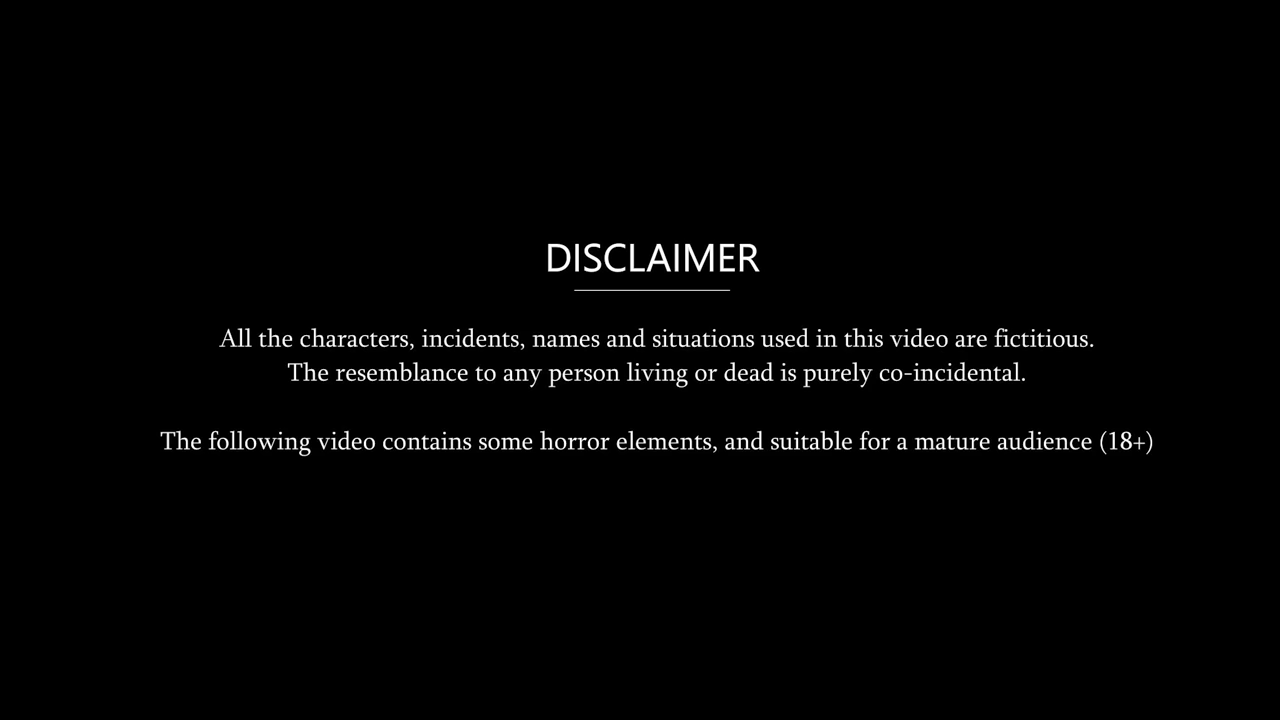 DISCLAIMER
All the characters, incidents, names and situations used in this video are fictitious.
The resemblance to any person living or dead is purely co-incidental.
The following video contains some horror elements, and suitable for a mature audience (18+)